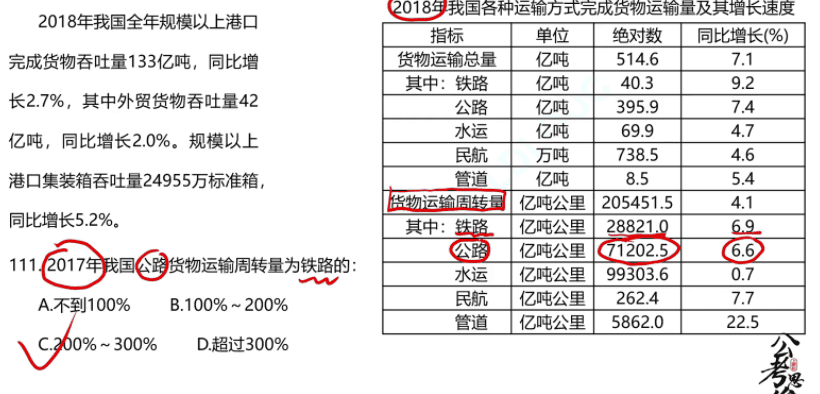 2018年我国全年规模以上港口
完成货物吞吐量133亿吨，同比增
长2.7%，其中外贸货物吞吐量42
亿吨，同比增长2.0%。规模以上
港口集装箱吞吐量24955万标准箱，
同比增长5.2%。
111. 2017年我国公路货物运输周转量为铁路的：
A.不到100% B.100%～200%
C.200%～300% D.超过300%
2018年我国各种运输方式完成货物运输量及其增长速度
指标 单位 绝对数 同比增长(%)
货物运输总量 亿吨 514.6 7.1
其中：铁路 亿吨 40.3 9.2
公路 亿吨 395.9 7.4
水运 亿吨 69.9 4.7
民航 万吨 738.5 4.6
管道 亿吨 8.5 5.4
货物运输周转量 亿吨公里 205451.5 4.1
其中：铁路 亿吨公里 28821.0 6.9
公路 亿吨公里 71202.5 6.6
水运 亿吨公里 99303.6 0.7
民航 亿吨公里 262.4 7.7
管道 亿吨公里 5862.0 22.5
公考思